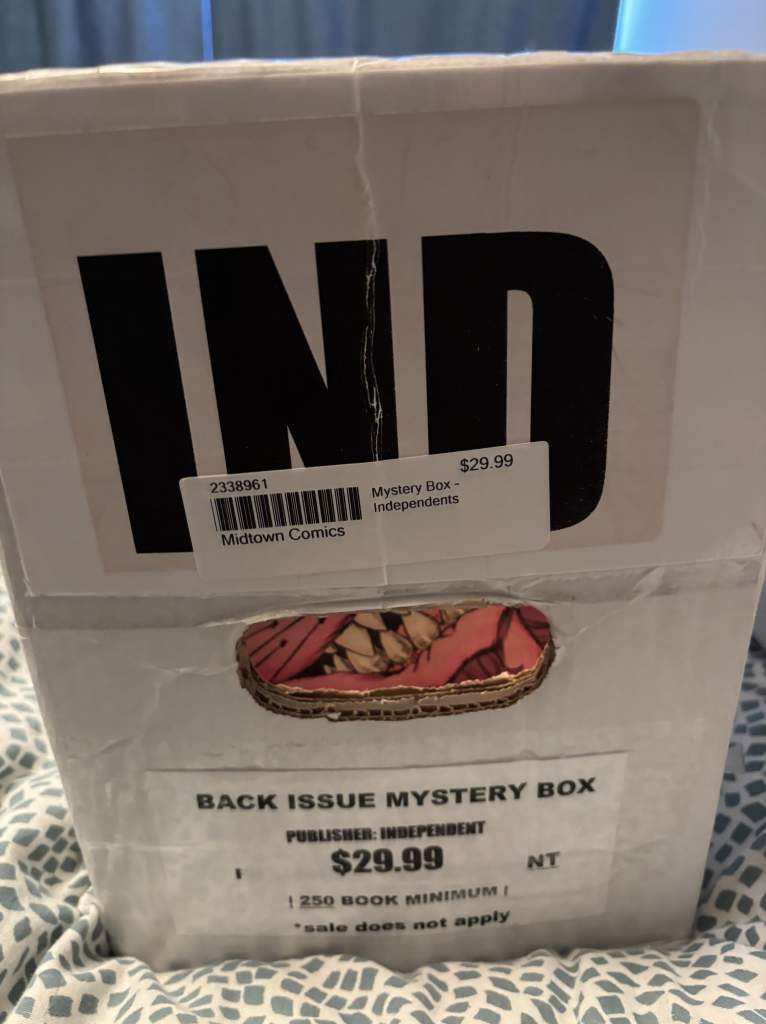 IND
2338961
$29.99
Mystery Box -
Independents
Midtown Comics
BACK ISSUE MYSTERY BOX
PUBLISHER: INDEPENDENT
$29.99
NT
| 250 BOOK MINIMUM |
*sale does not apply